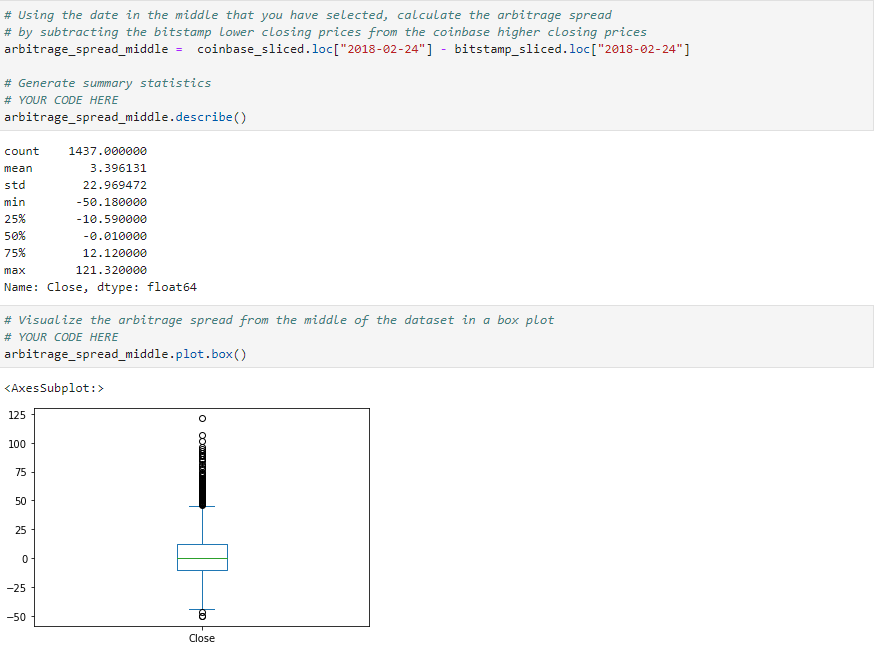 # Using the date in the middle that you have selected, calculate the arbitrage spread
# by subtracting the bitstamp lower closing prices from the coinbase higher closing prices
arbitrage_spread_middle =  coinbase_sliced.loc["2018-02-24"] - bitstamp_sliced.loc["2018-02-24"]
# Generate summary statistics
# YOUR CODE HERE
arbitrage_spread_middle.describe()
count    1437.000000
mean        3.396131
std        22.969472
min       -50.180000
25%       -10.590000
50%        -0.010000
75%        12.120000
max       121.320000
Name: Close, dtype: float64
# Visualize the arbitrage spread from the middle of the dataset in a box plot
# YOUR CODE HERE
arbitrage_spread_middle.plot.box()
<AxesSubplot:>
125
100
75
50
25
0
−25
−50
Close